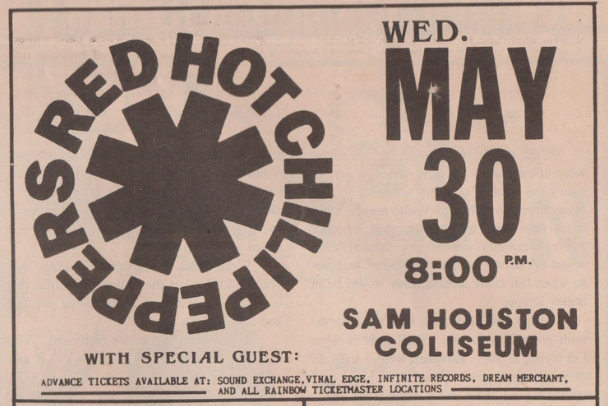 RED HOT CHILI PEPPERS
WED.
MAY
30
8:00 P.M.
SAM HOUSTON
COLISEUM
WITH SPECIAL GUEST:
ADVANCE TICKETS AVAILABLE AT: SOUND EXCHANGE, VINAL EDGE, INFINITE RECORDS, DREAM MERCHANT,
AND ALL RAINBOW TICKETMASTER LOCATIONS